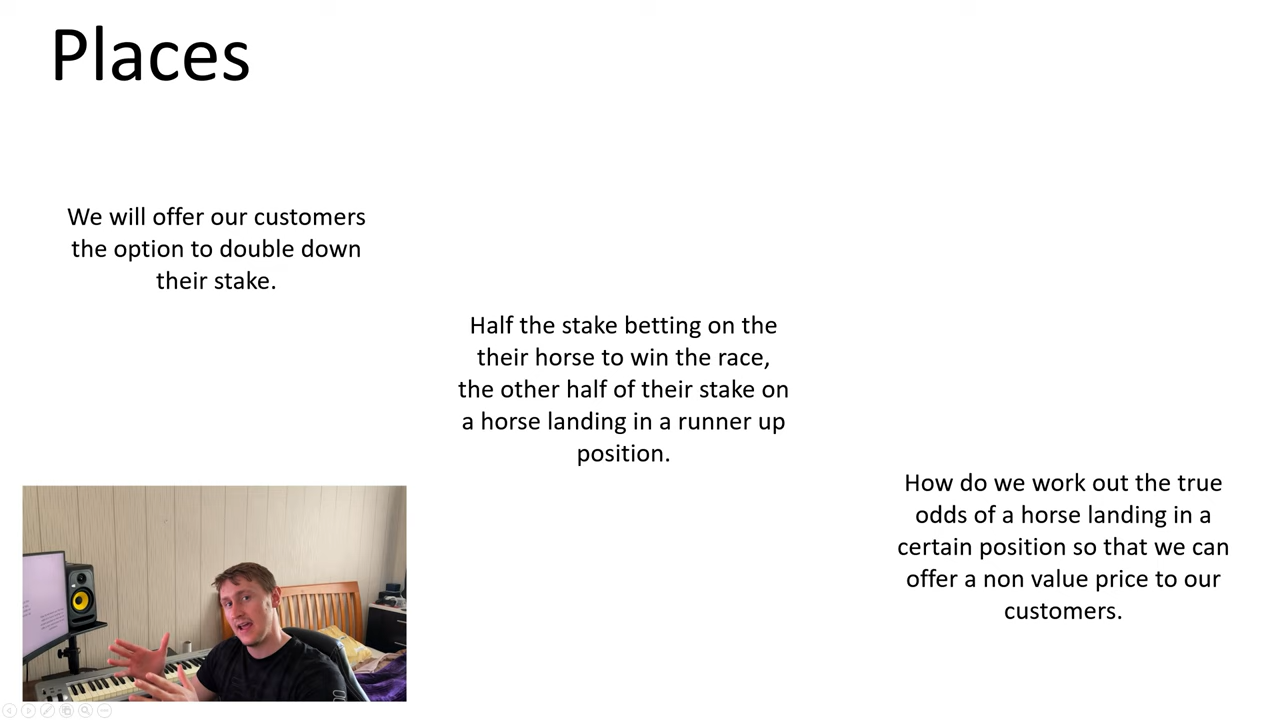 Places
We will offer our customers
the option to double down
their stake.
Half the stake betting on the
their horse to win the race,
the other half of their stake on
a horse landing in a runner up
position.
How do we work out the true
odds of a horse landing in a
certain position so that we can
offer a non value price to our
customers.